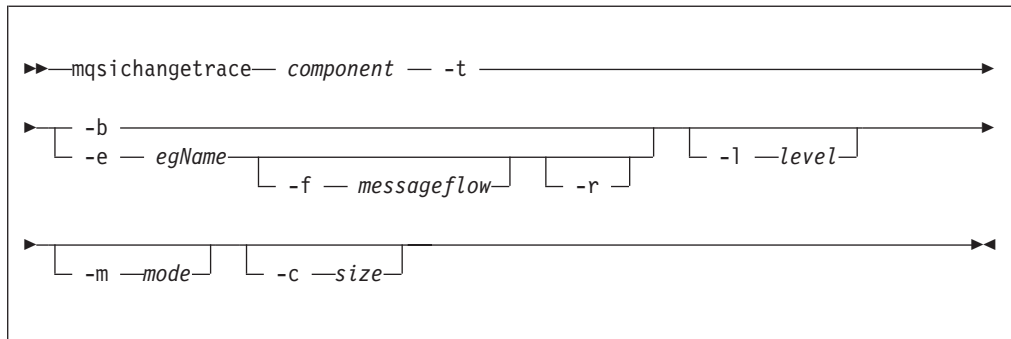 mqsichangetrace component -t
-b
-e egName -l level
-f messageflow -r
-m mode -c size